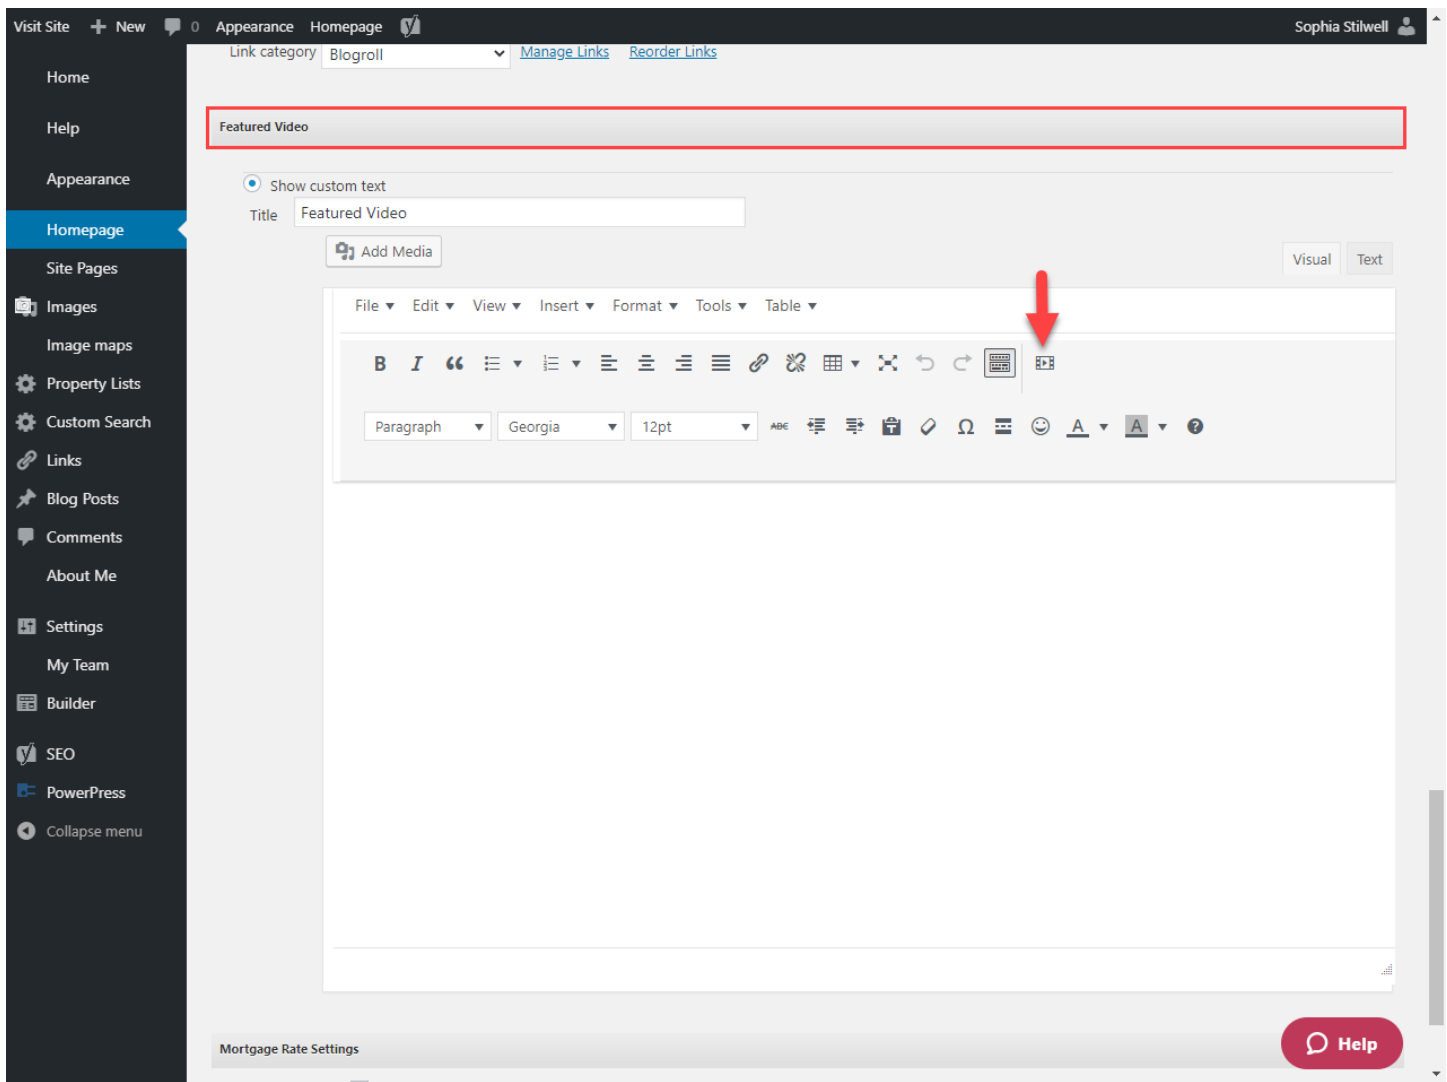 Visit Site New 0 Appearance Homepage Sophia Stilwell
Link category Blogroll Manage Links Reorder Links
Home
Help
Appearance
Homepage
Site Pages
Images
Image maps
Property Lists
Custom Search
Links
Blog Posts
Comments
About Me
Settings
My Team
Builder
SEO
PowerPress
Collapse menu
Featured Video
Show custom text
Title Featured Video
Add Media
Visual Text
File Edit View Insert Format Tools Table
B I
Paragraph Georgia 12pt ABC Ω A A
Mortgage Rate Settings
Help